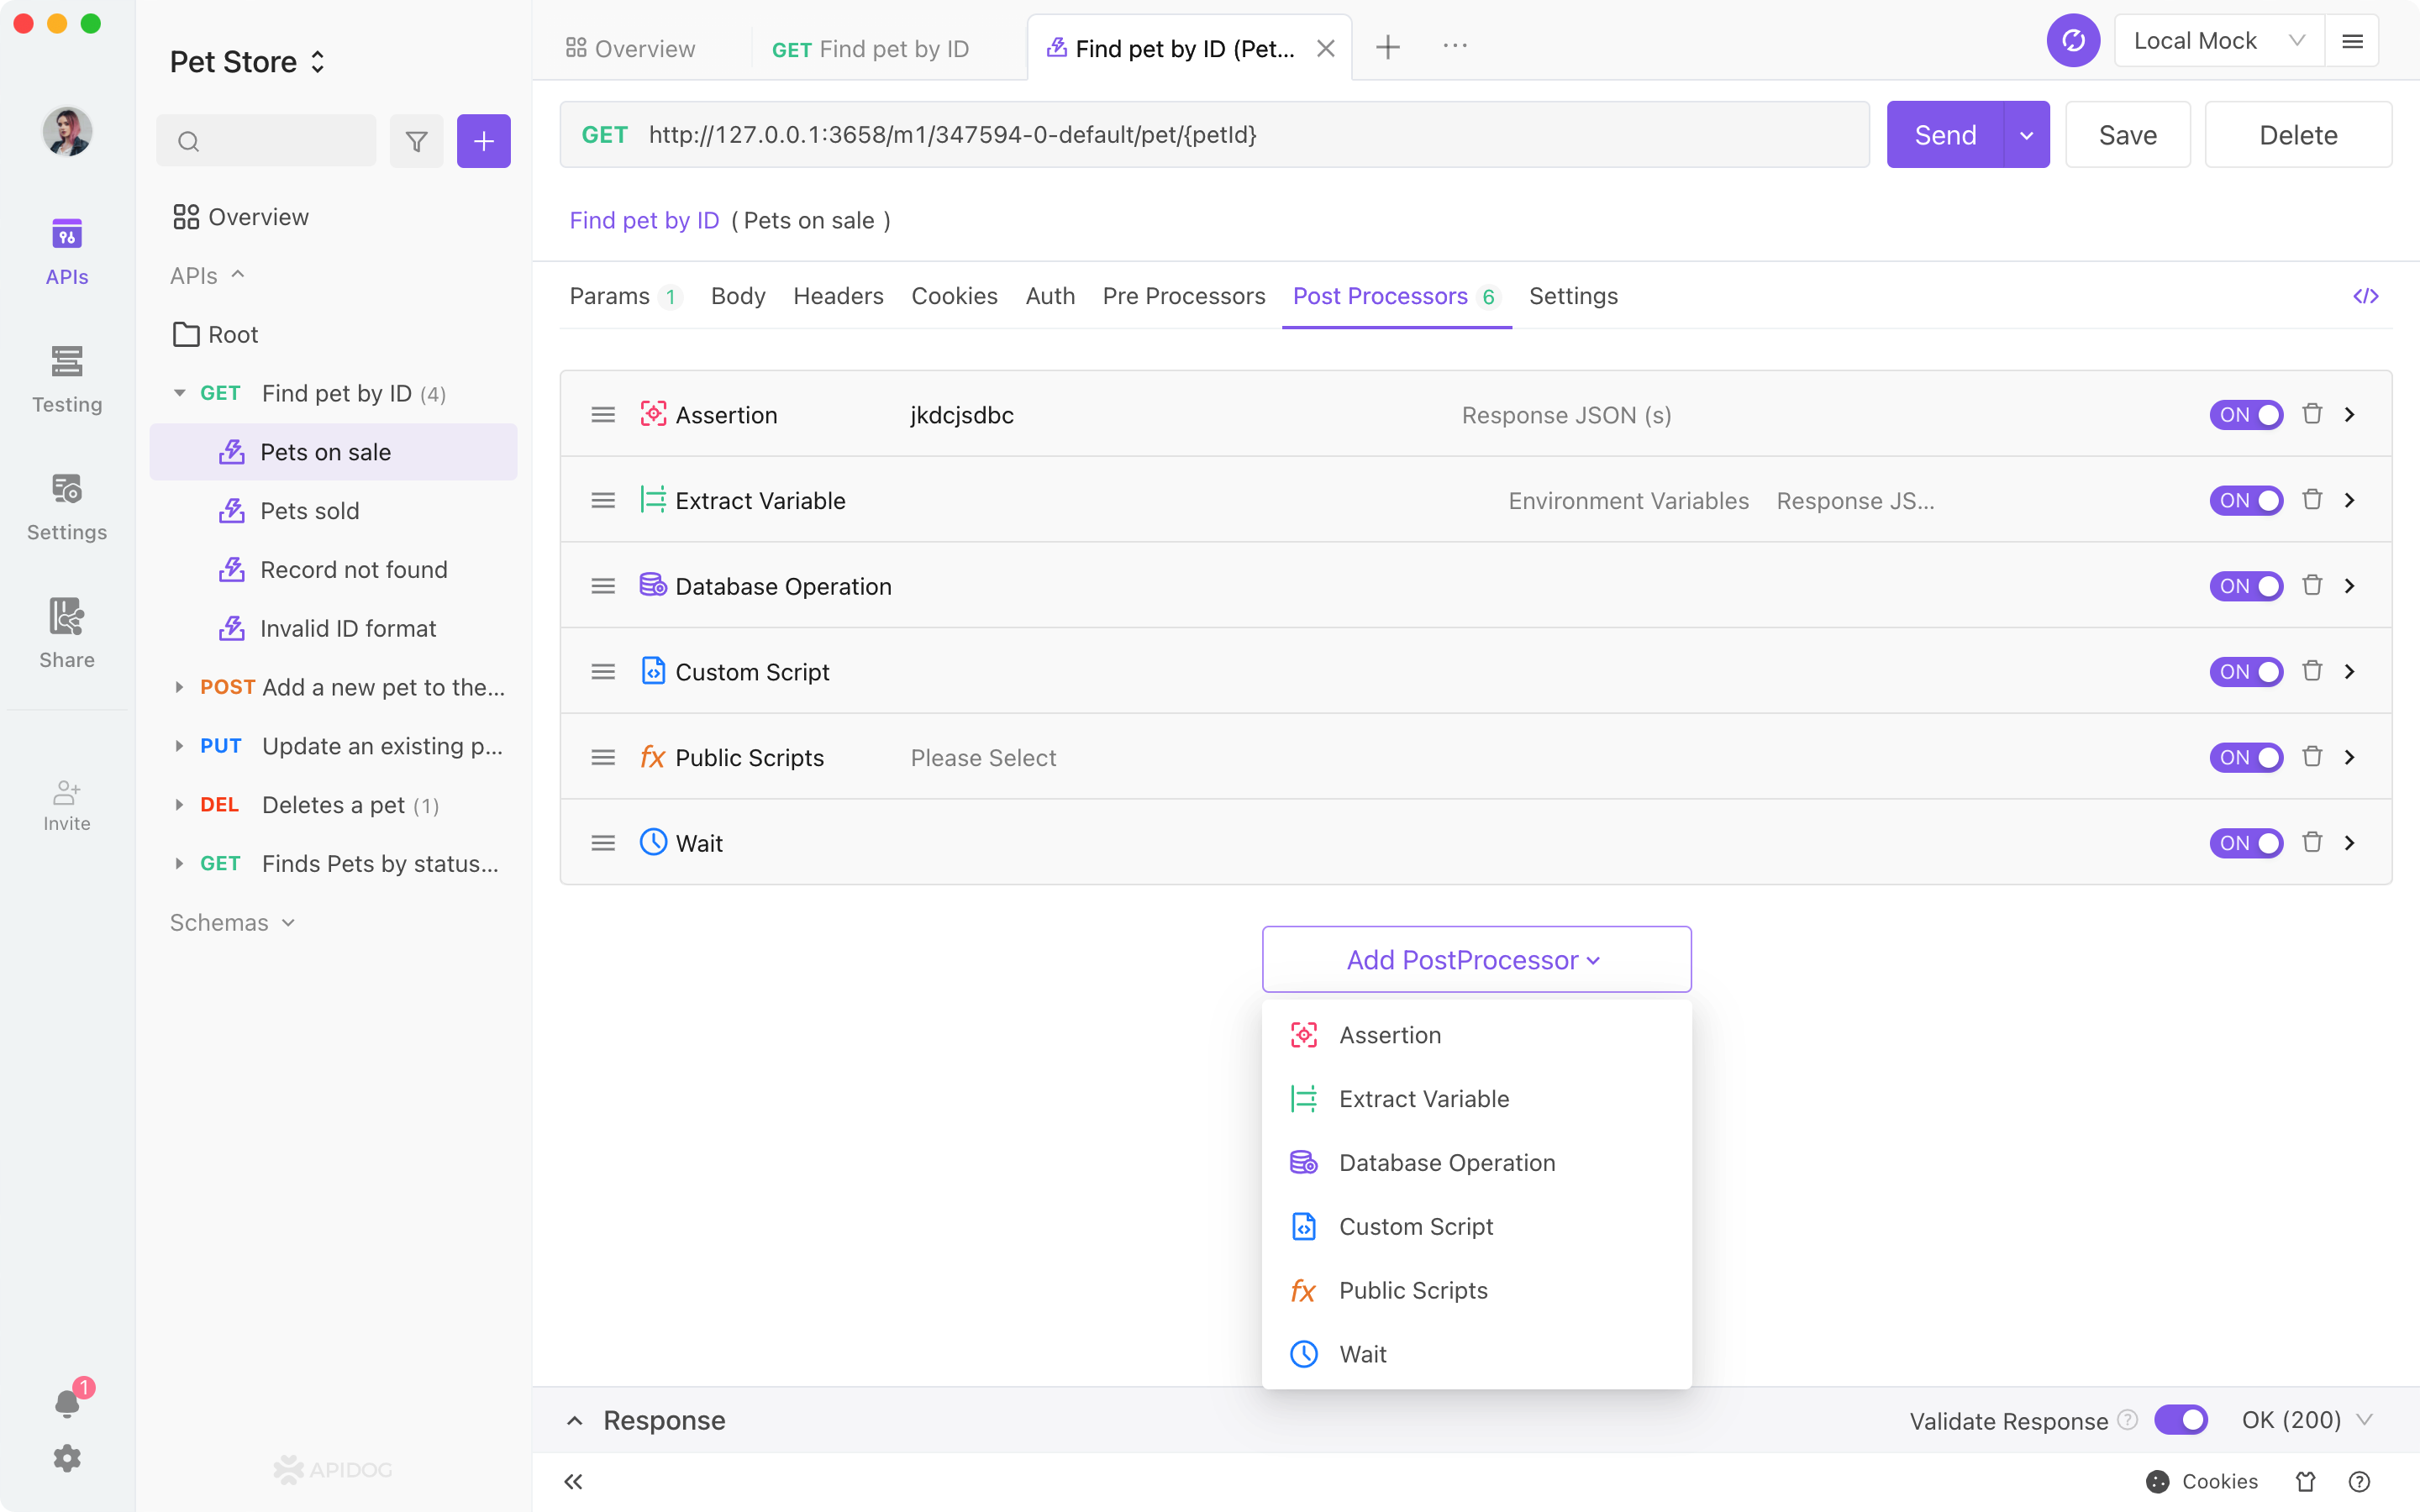 Pet Store
Overview
GET Find pet by ID
Find pet by ID (Pet...
Local Mock
GET http://127.0.0.1:3658/m1/347594-0-default/pet/{petId}
Send
Save
Delete
Find pet by ID ( Pets on sale )
Params 1
Body
Headers
Cookies
Auth
Pre Processors
Post Processors 6
Settings
APIs
Testing
Settings
Share
Invite
1
Overview
APIs
Root
GET Find pet by ID (4)
Pets on sale
Pets sold
Record not found
Invalid ID format
POST Add a new pet to the...
PUT Update an existing p...
DEL Deletes a pet (1)
GET Finds Pets by status...
Schemas
APIDOG
Assertion jkdcjsdbc Response JSON (s) ON
Extract Variable Environment Variables Response JS... ON
Database Operation ON
Custom Script ON
fx Public Scripts Please Select ON
Wait ON
Add PostProcessor
Assertion
Extract Variable
Database Operation
Custom Script
fx Public Scripts
Wait
Response
Validate Response ? OK (200)
Cookies ?